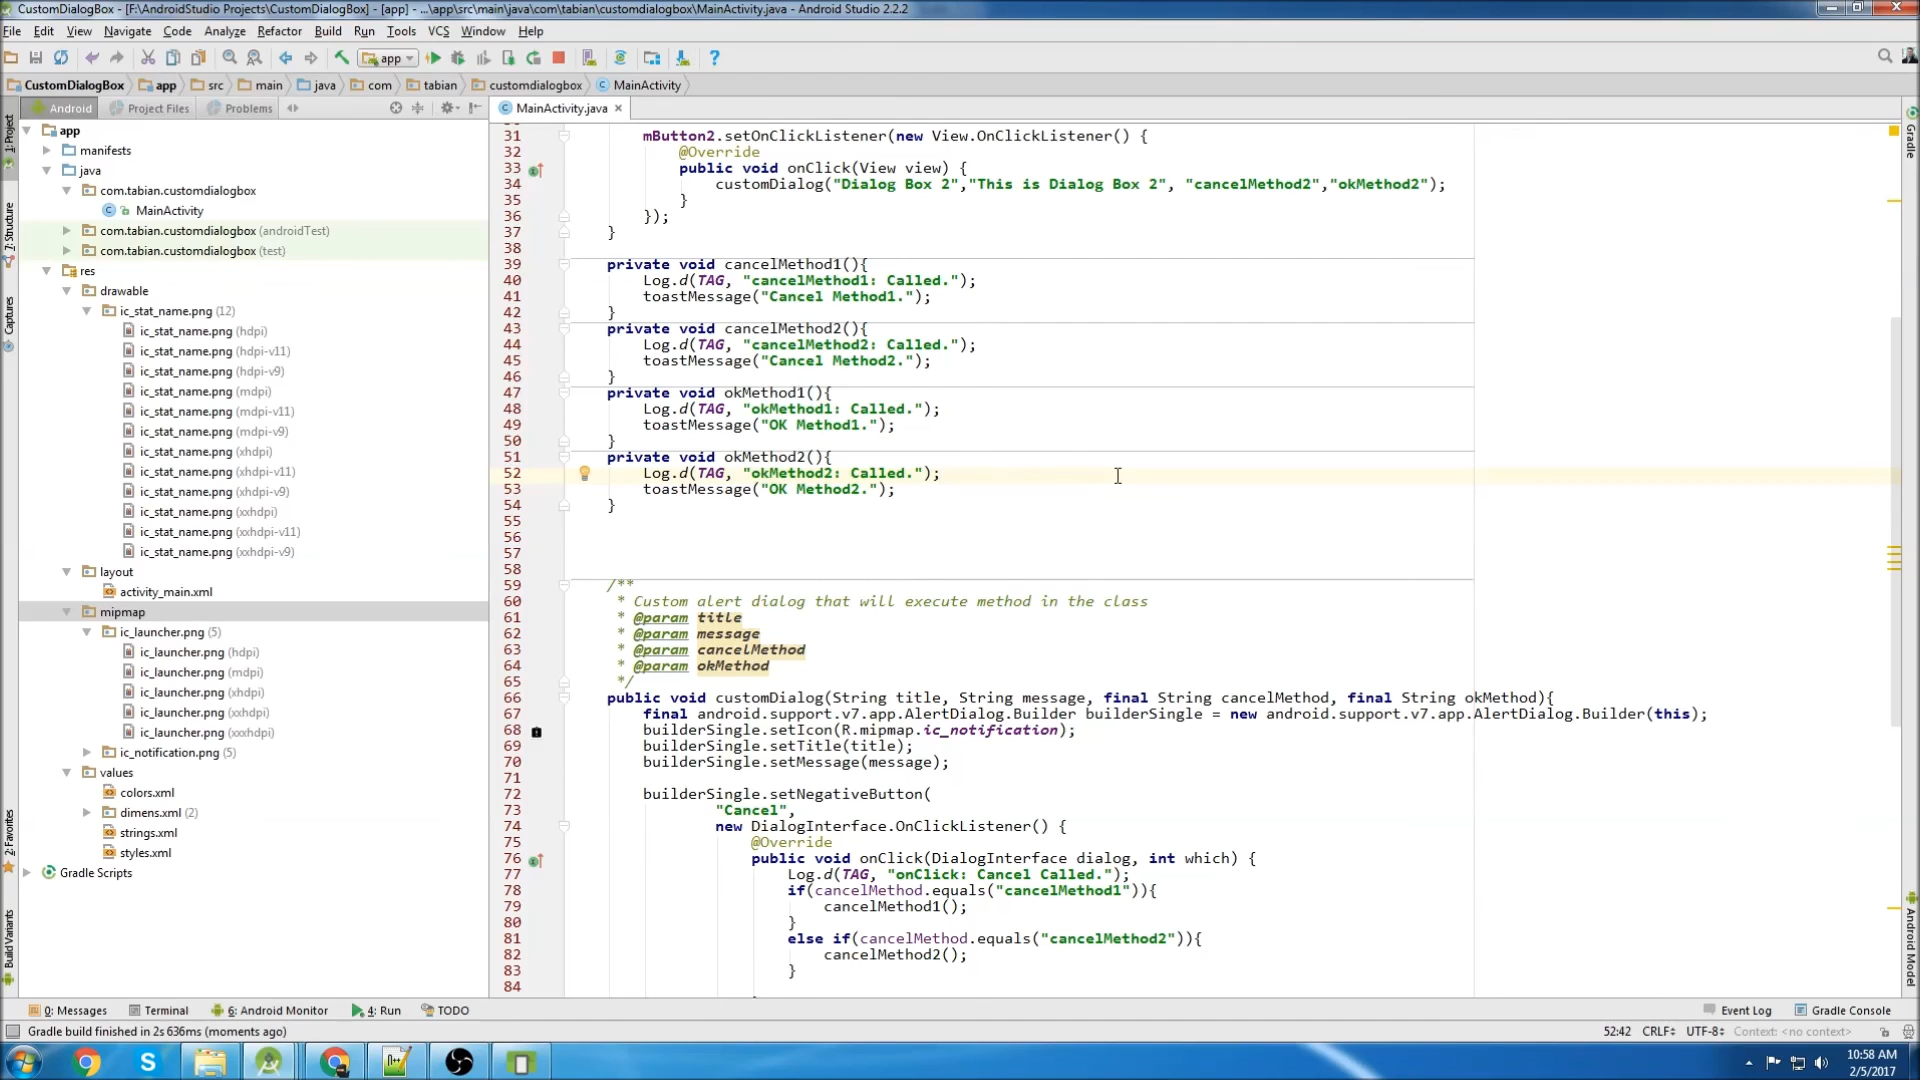 CustomDialogBox - [F:\AndroidStudio Projects\CustomDialogBox] - [app] - ...\app\src\main\java\com\tabian\customdialogbox\MainActivity.java - Android Studio 2.2.2
File Edit View Navigate Code Analyze Refactor Build Run Tools VCS Window Help
app
CustomDialogBox app src main java com tabian customdialogbox MainActivity
Android Project Files Problems
MainActivity.java
1: Project
7: Structure
Captures
2: Favorites
Build Variants
Gradle
Android Model
app
manifests
java
com.tabian.customdialogbox
MainActivity
com.tabian.customdialogbox (androidTest)
com.tabian.customdialogbox (test)
res
drawable
ic_stat_name.png (12)
ic_stat_name.png (hdpi)
ic_stat_name.png (hdpi-v11)
ic_stat_name.png (hdpi-v9)
ic_stat_name.png (mdpi)
ic_stat_name.png (mdpi-v11)
ic_stat_name.png (mdpi-v9)
ic_stat_name.png (xhdpi)
ic_stat_name.png (xhdpi-v11)
ic_stat_name.png (xhdpi-v9)
ic_stat_name.png (xxhdpi)
ic_stat_name.png (xxhdpi-v11)
ic_stat_name.png (xxhdpi-v9)
layout
activity_main.xml
mipmap
ic_launcher.png (5)
ic_launcher.png (hdpi)
ic_launcher.png (mdpi)
ic_launcher.png (xhdpi)
ic_launcher.png (xxhdpi)
ic_launcher.png (xxxhdpi)
ic_notification.png (5)
values
colors.xml
dimens.xml (2)
strings.xml
styles.xml
Gradle Scripts
31 mButton2.setOnClickListener(new View.OnClickListener() {
32 @Override
33 public void onClick(View view) {
34 customDialog("Dialog Box 2","This is Dialog Box 2", "cancelMethod2","okMethod2");
35 }
36 });
37 }
38
39 private void cancelMethod1(){
40 Log.d(TAG, "cancelMethod1: Called.");
41 toastMessage("Cancel Method1.");
42 }
43 private void cancelMethod2(){
44 Log.d(TAG, "cancelMethod2: Called.");
45 toastMessage("Cancel Method2.");
46 }
47 private void okMethod1(){
48 Log.d(TAG, "okMethod1: Called.");
49 toastMessage("OK Method1.");
50 }
51 private void okMethod2(){
52 Log.d(TAG, "okMethod2: Called.");
53 toastMessage("OK Method2.");
54 }
55
56
57
58
59 /**
60 * Custom alert dialog that will execute method in the class
61 * @param title
62 * @param message
63 * @param cancelMethod
64 * @param okMethod
65 */
66 public void customDialog(String title, String message, final String cancelMethod, final String okMethod){
67 final android.support.v7.app.AlertDialog.Builder builderSingle = new android.support.v7.app.AlertDialog.Builder(this);
68 builderSingle.setIcon(R.mipmap.ic_notification);
69 builderSingle.setTitle(title);
70 builderSingle.setMessage(message);
71
72 builderSingle.setNegativeButton(
73 "Cancel",
74 new DialogInterface.OnClickListener() {
75 @Override
76 public void onClick(DialogInterface dialog, int which) {
77 Log.d(TAG, "onClick: Cancel Called.");
78 if(cancelMethod.equals("cancelMethod1")){
79 cancelMethod1();
80 }
81 else if(cancelMethod.equals("cancelMethod2")){
82 cancelMethod2();
83 }
84
0: Messages Terminal 6: Android Monitor 4: Run TODO Event Log Gradle Console
Gradle build finished in 2s 636ms (moments ago) 52:42 CRLF UTF-8 Context: <no context>
10:58 AM
2/5/2017